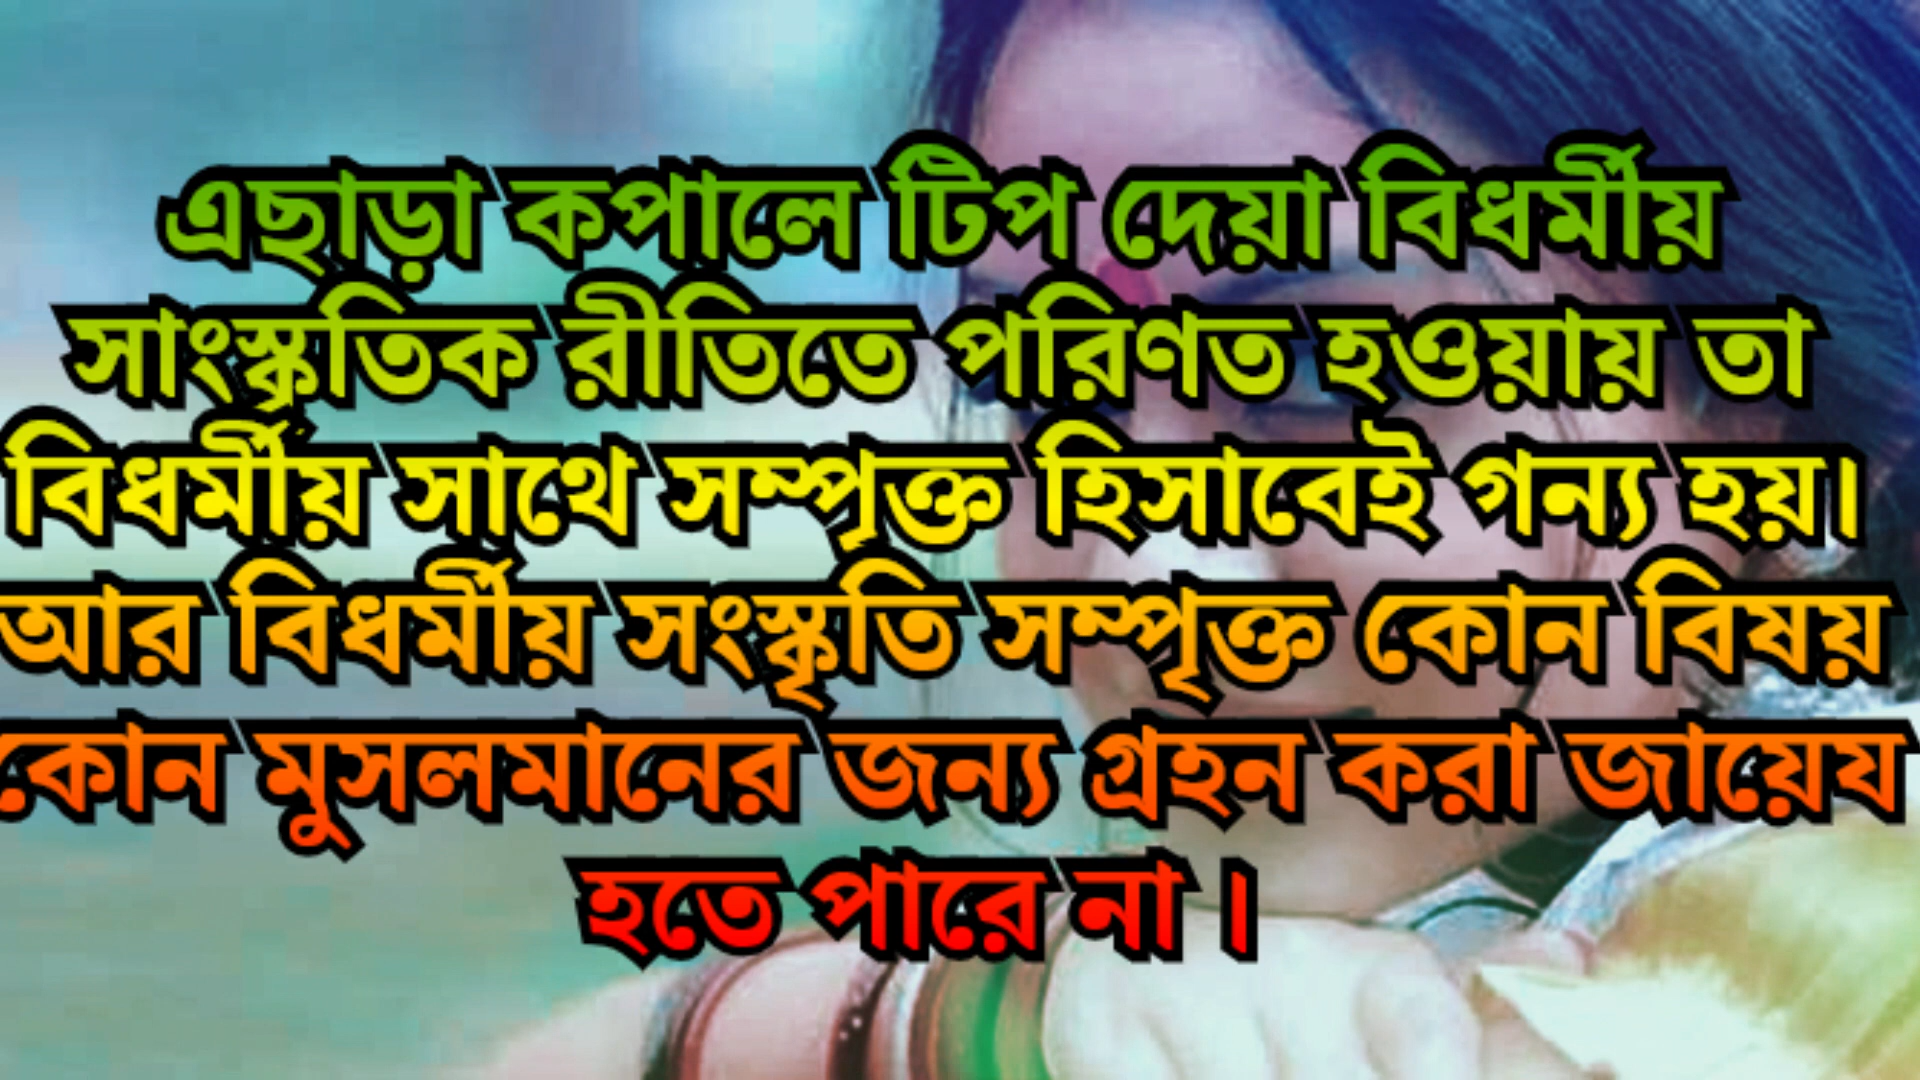 এছাড়া কপালে টিপ দেয়া বিধর্মীয়
সাংস্কৃতিক রীতিতে পরিণত হওয়ায় তা
বিধর্মীয় সাথে সম্পৃক্ত হিসাবেই গন্য হয়।
আর বিধর্মীয় সংস্কৃতি সম্পৃক্ত কোন বিষয়
কোন মুসলমানের জন্য গ্রহন করা জায়েয
হতে পারে না ।